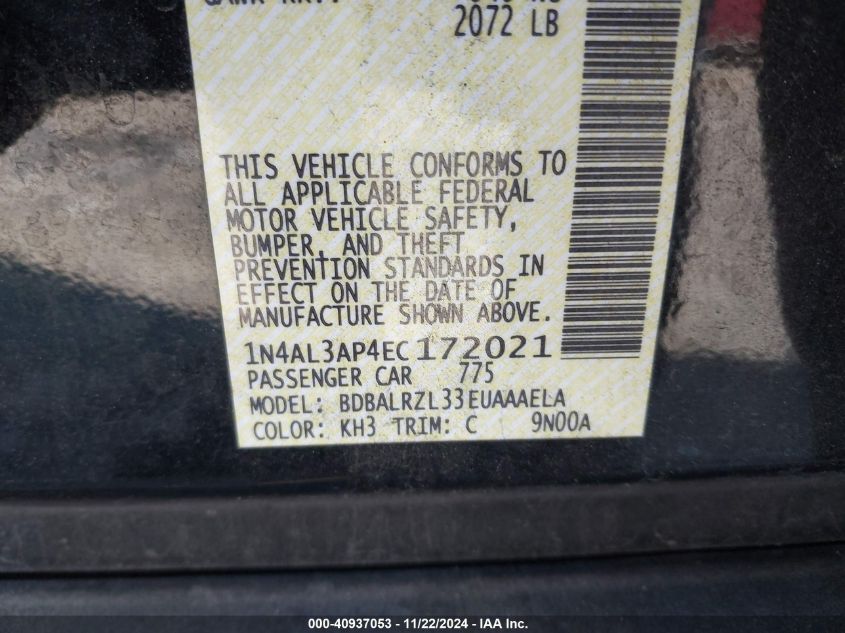 2072 LB
THIS VEHICLE CONFORMS TO
ALL APPLICABLE FEDERAL
MOTOR VEHICLE SAFETY,
BUMPER, AND THEFT
PREVENTION STANDARDS IN
EFFECT ON THE DATE OF
MANUFACTURE SHOWN ABOVE.
1N4AL3AP4EC172021
PASSENGER CAR 775
MODEL: BDBALRZL33EUAAAELA
COLOR: KH3 TRIM: C 9N00A
000-40937053 - 11/22/2024 - IAA Inc.